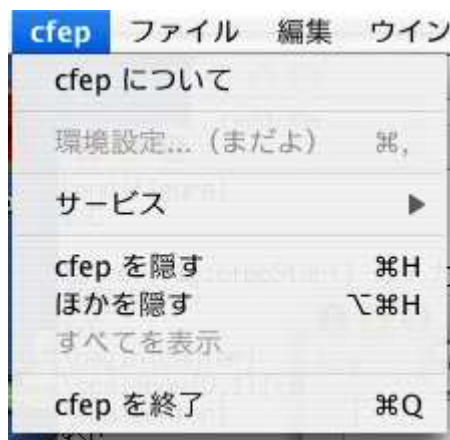 cfep ファイル 編集 ウイン
cfep について
環境設定...（まだよ） ⌘,
サービス ▶
cfep を隠す ⌘H
ほかを隠す ⌥⌘H
すべてを表示
cfep を終了 ⌘Q